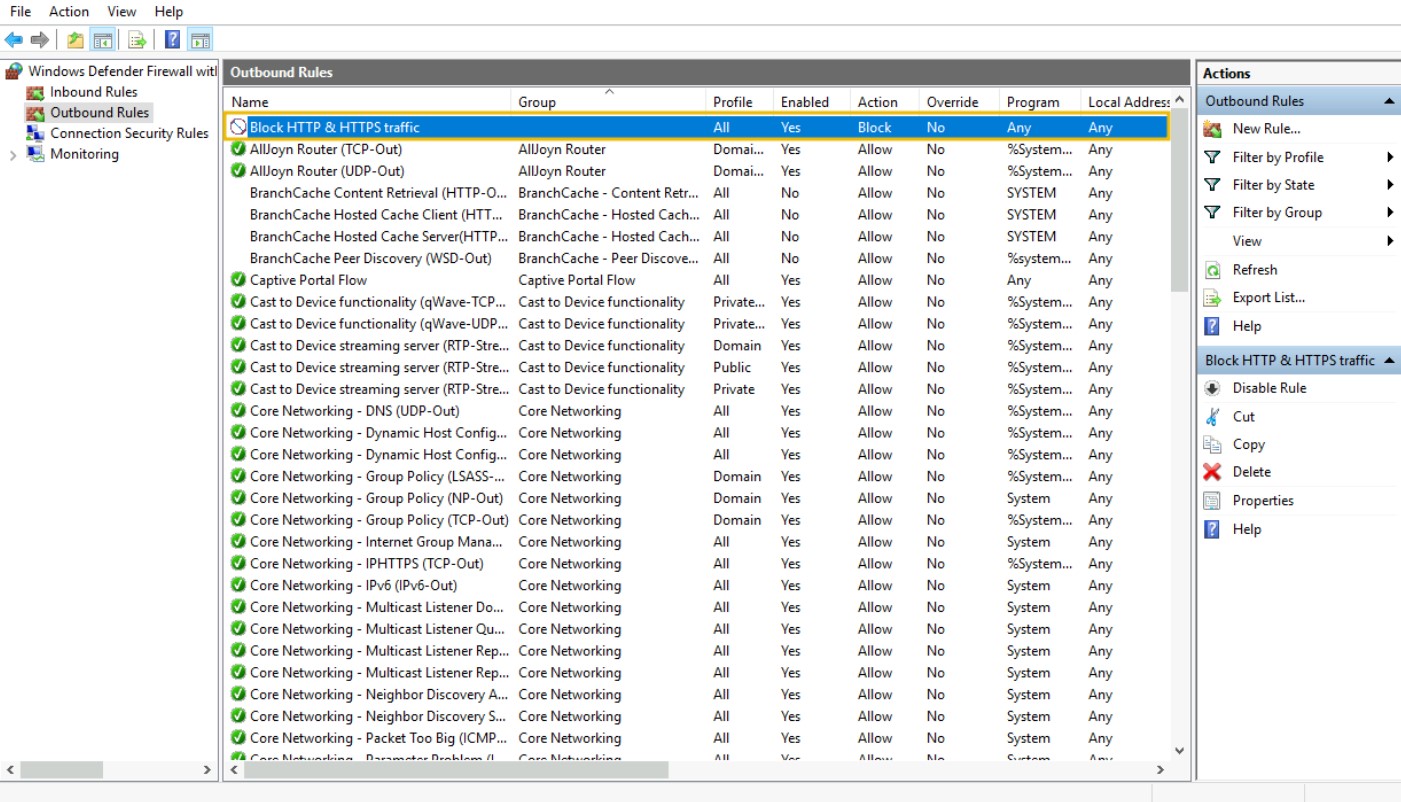 File Action View Help
Windows Defender Firewall witl
Inbound Rules
Outbound Rules
Connection Security Rules
Monitoring
Outbound Rules
Name Group Profile Enabled Action Override Program Local Address
Block HTTP & HTTPS traffic All Yes Block No Any Any
AllJoyn Router (TCP-Out) AllJoyn Router Domai... Yes Allow No %System... Any
AllJoyn Router (UDP-Out) AllJoyn Router Domai... Yes Allow No %System... Any
BranchCache Content Retrieval (HTTP-O... BranchCache - Content Retr... All No Allow No SYSTEM Any
BranchCache Hosted Cache Client (HTT... BranchCache - Hosted Cach... All No Allow No SYSTEM Any
BranchCache Hosted Cache Server(HTTP... BranchCache - Hosted Cach... All No Allow No SYSTEM Any
BranchCache Peer Discovery (WSD-Out) BranchCache - Peer Discove... All No Allow No %system... Any
Captive Portal Flow Captive Portal Flow All Yes Allow No Any Any
Cast to Device functionality (qWave-TCP... Cast to Device functionality Private... Yes Allow No %System... Any
Cast to Device functionality (qWave-UDP... Cast to Device functionality Private... Yes Allow No %System... Any
Cast to Device streaming server (RTP-Stre... Cast to Device functionality Domain Yes Allow No %System... Any
Cast to Device streaming server (RTP-Stre... Cast to Device functionality Public Yes Allow No %System... Any
Cast to Device streaming server (RTP-Stre... Cast to Device functionality Private Yes Allow No %System... Any
Core Networking - DNS (UDP-Out) Core Networking All Yes Allow No %System... Any
Core Networking - Dynamic Host Config... Core Networking All Yes Allow No %System... Any
Core Networking - Dynamic Host Config... Core Networking All Yes Allow No %System... Any
Core Networking - Group Policy (LSASS-... Core Networking Domain Yes Allow No %System... Any
Core Networking - Group Policy (NP-Out) Core Networking Domain Yes Allow No System Any
Core Networking - Group Policy (TCP-Out) Core Networking Domain Yes Allow No %System... Any
Core Networking - Internet Group Mana... Core Networking All Yes Allow No System Any
Core Networking - IPHTTPS (TCP-Out) Core Networking All Yes Allow No %System... Any
Core Networking - IPv6 (IPv6-Out) Core Networking All Yes Allow No System Any
Core Networking - Multicast Listener Do... Core Networking All Yes Allow No System Any
Core Networking - Multicast Listener Qu... Core Networking All Yes Allow No System Any
Core Networking - Multicast Listener Rep... Core Networking All Yes Allow No System Any
Core Networking - Multicast Listener Rep... Core Networking All Yes Allow No System Any
Core Networking - Neighbor Discovery A... Core Networking All Yes Allow No System Any
Core Networking - Neighbor Discovery S... Core Networking All Yes Allow No System Any
Core Networking - Packet Too Big (ICMP... Core Networking All Yes Allow No System Any
Core Networking - Parameter Problem (I... Core Networking All Yes Allow No System Any
Actions
Outbound Rules
New Rule...
Filter by Profile
Filter by State
Filter by Group
View
Refresh
Export List...
Help
Block HTTP & HTTPS traffic
Disable Rule
Cut
Copy
Delete
Properties
Help